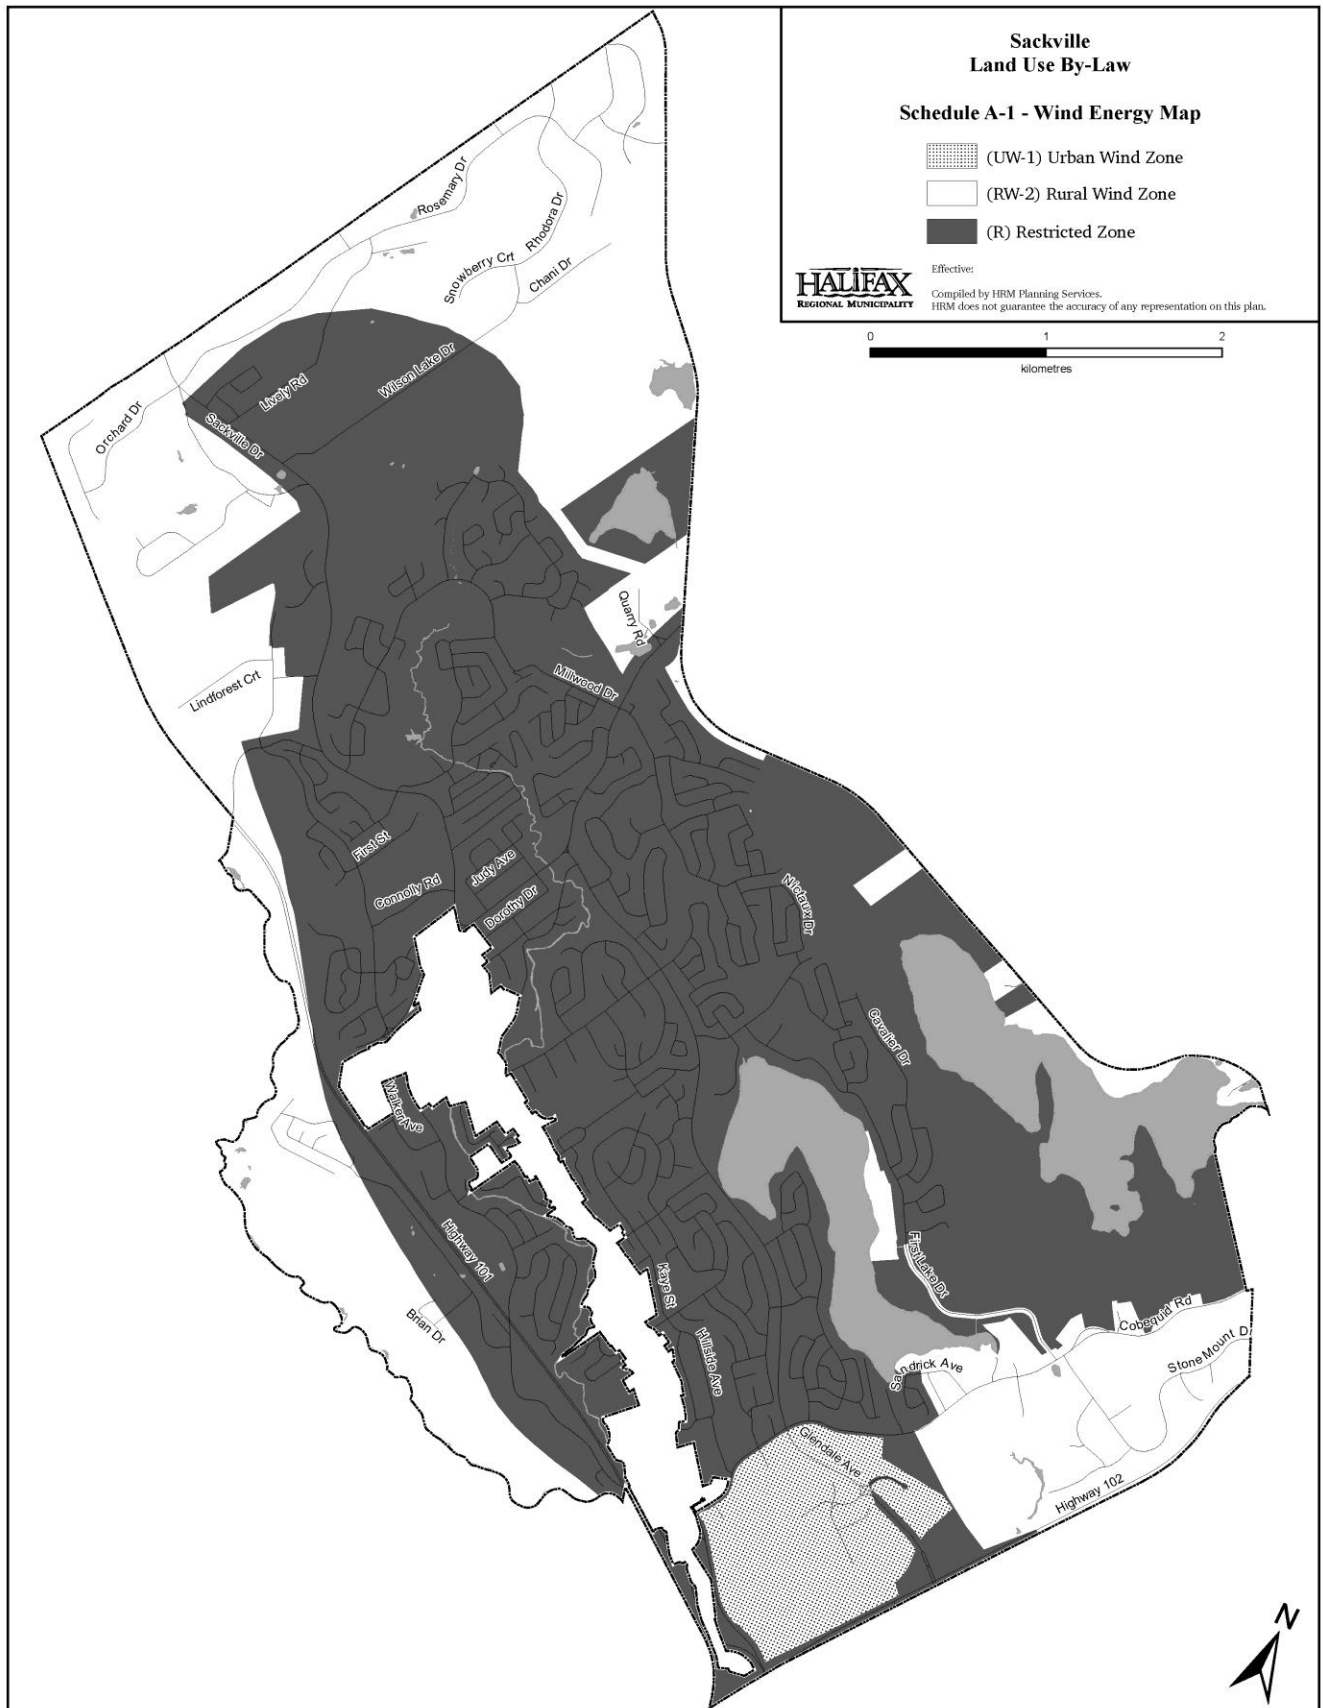 Sackville
Land Use By-Law
Schedule A-1 - Wind Energy Map
(UW-1) Urban Wind Zone
(RW-2) Rural Wind Zone
(R) Restricted Zone
HALIFAX
REGIONAL MUNICIPALITY
Effective:
Compiled by HRM Planning Services.
HRM does not guarantee the accuracy of any representation on this plan.
0 1 2
kilometres
Rosemary Dr
Rhodora Dr
Snowberry Crt
Chani Dr
Wilson Lake Dr
Lively Rd
Orchard Dr
Sackville Dr
Quarry Rd
Millwood Dr
Lindforest Crt
First St
Judy Ave
Connolly Rd
Dorothy Dr
Nictaux Dr
Cavalier Dr
Walker Ave
Highway 101
First Lake Dr
Kaye St
Brian Dr
Hillside Ave
Cobequid Rd
Stone Mount D
Sendrick Ave
Glendale Ave
Highway 102
N